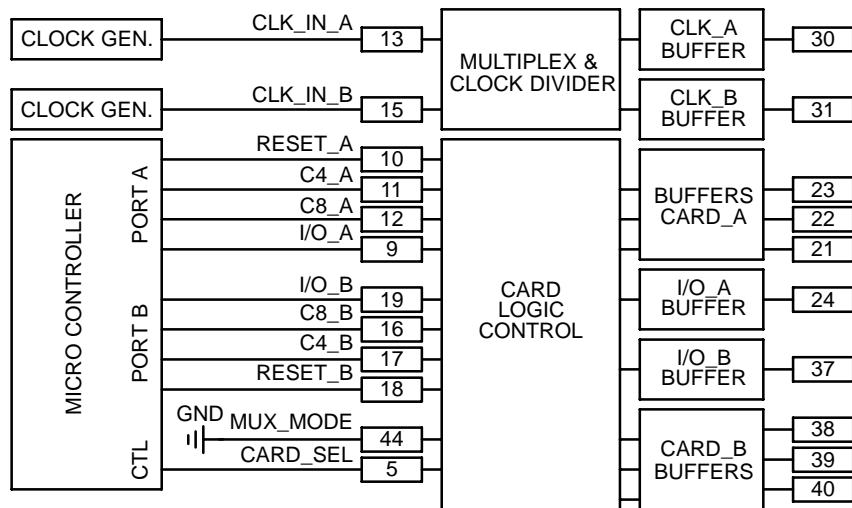 CLOCK GEN.
CLK_IN_A
13
MULTIPLEX &
CLOCK DIVIDER
CLK_A
BUFFER
30
CLOCK GEN.
CLK_IN_B
15
CLK_B
BUFFER
31
MICRO CONTROLLER
PORT A
RESET_A
10
C4_A
11
C8_A
12
I/O_A
9
PORT B
I/O_B
19
C8_B
16
C4_B
17
RESET_B
18
CTL
GND
MUX_MODE
44
CARD_SEL
5
CARD
LOGIC
CONTROL
BUFFERS
CARD_A
23
22
21
I/O_A
BUFFER
24
I/O_B
BUFFER
37
CARD_B
BUFFERS
38
39
40